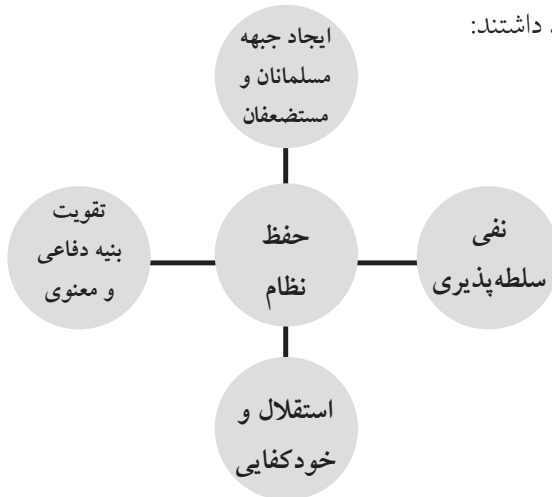 داشتند:
ایجاد جبهه
مسلمانان و
مستضعفان
نفی
سلطه‌پذیری
حفظ
نظام
تقویت
بنیه دفاعی
و معنوی
استقلال و
خودکفایی